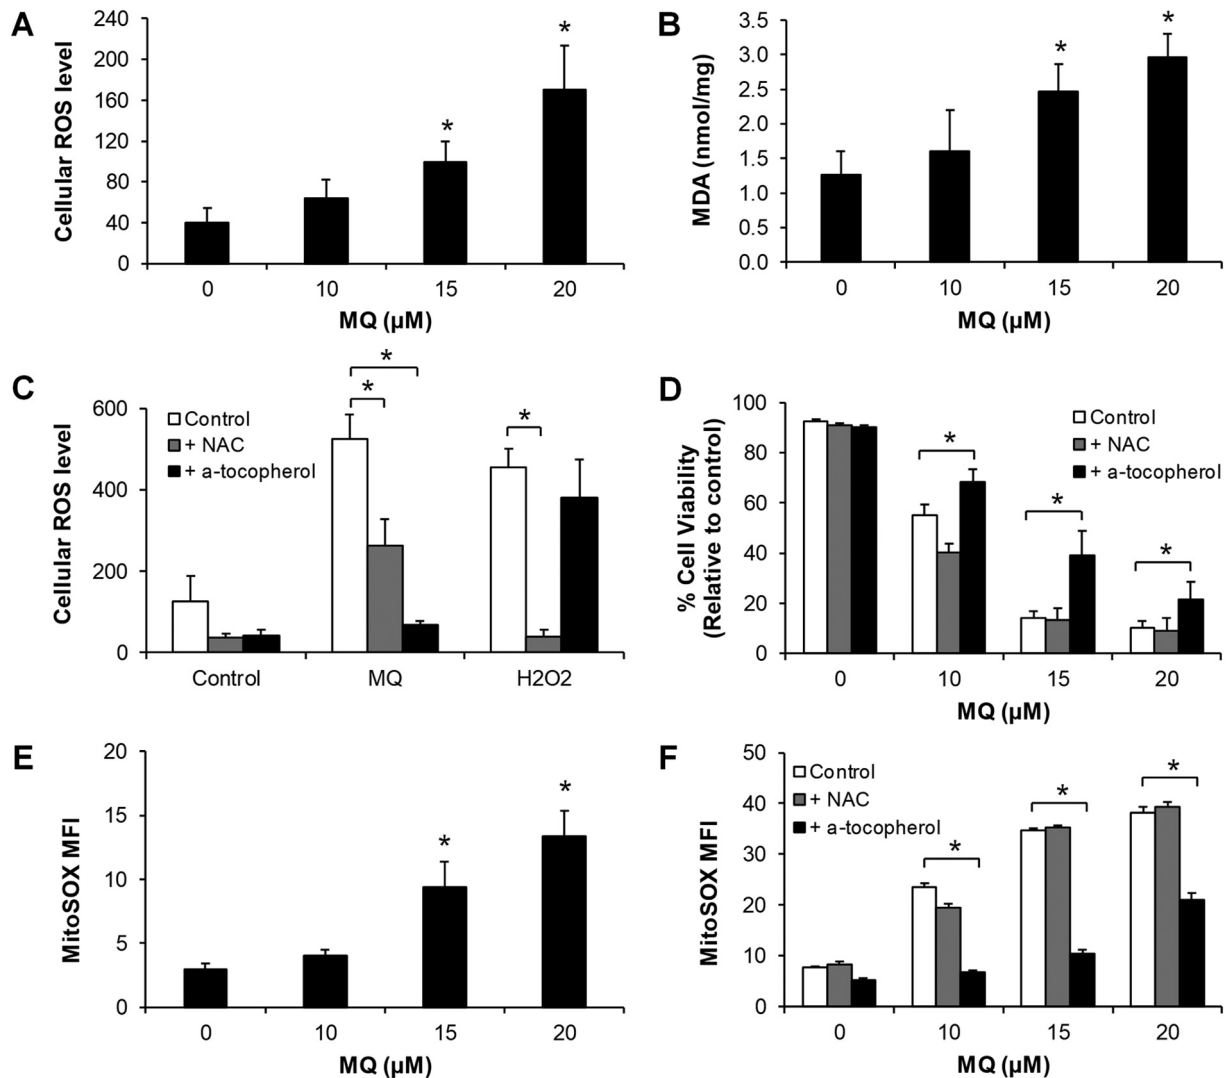 A
Cellular ROS level
240
200
160
120
80
40
0
*
*
0 10 15 20
MQ (µM)
B
MDA (nmol/mg)
3.5
3.0
2.5
2.0
1.5
1.0
0.5
0.0
*
*
0 10 15 20
MQ (µM)
C
Cellular ROS level
600
400
200
0
Control
+ NAC
+ a-tocopherol
*
*
*
Control MQ H2O2
D
% Cell Viability
(Relative to control)
100
80
60
40
20
0
Control
+ NAC
+ a-tocopherol
*
*
*
0 10 15 20
MQ (µM)
E
MitoSOX MFI
20
15
10
5
0
*
*
0 10 15 20
MQ (µM)
F
MitoSOX MFI
50
40
30
20
10
0
Control
+ NAC
+ a-tocopherol
*
*
*
0 10 15 20
MQ (µM)